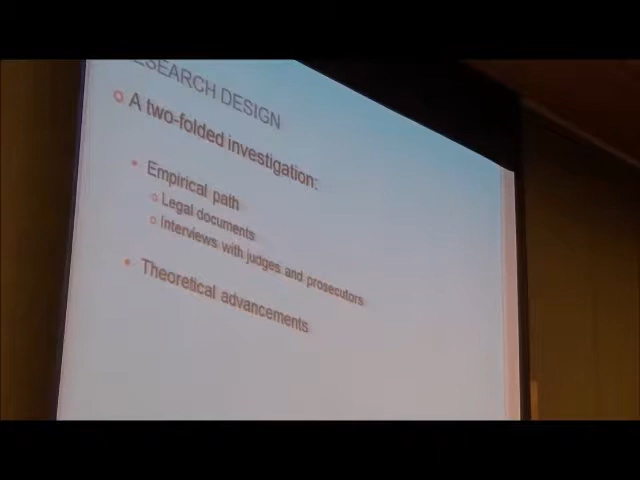 ESEARCH DESIGN
A two-folded investigation:
Empirical path
Legal documents
Interviews with judges and prosecutors
Theoretical advancements